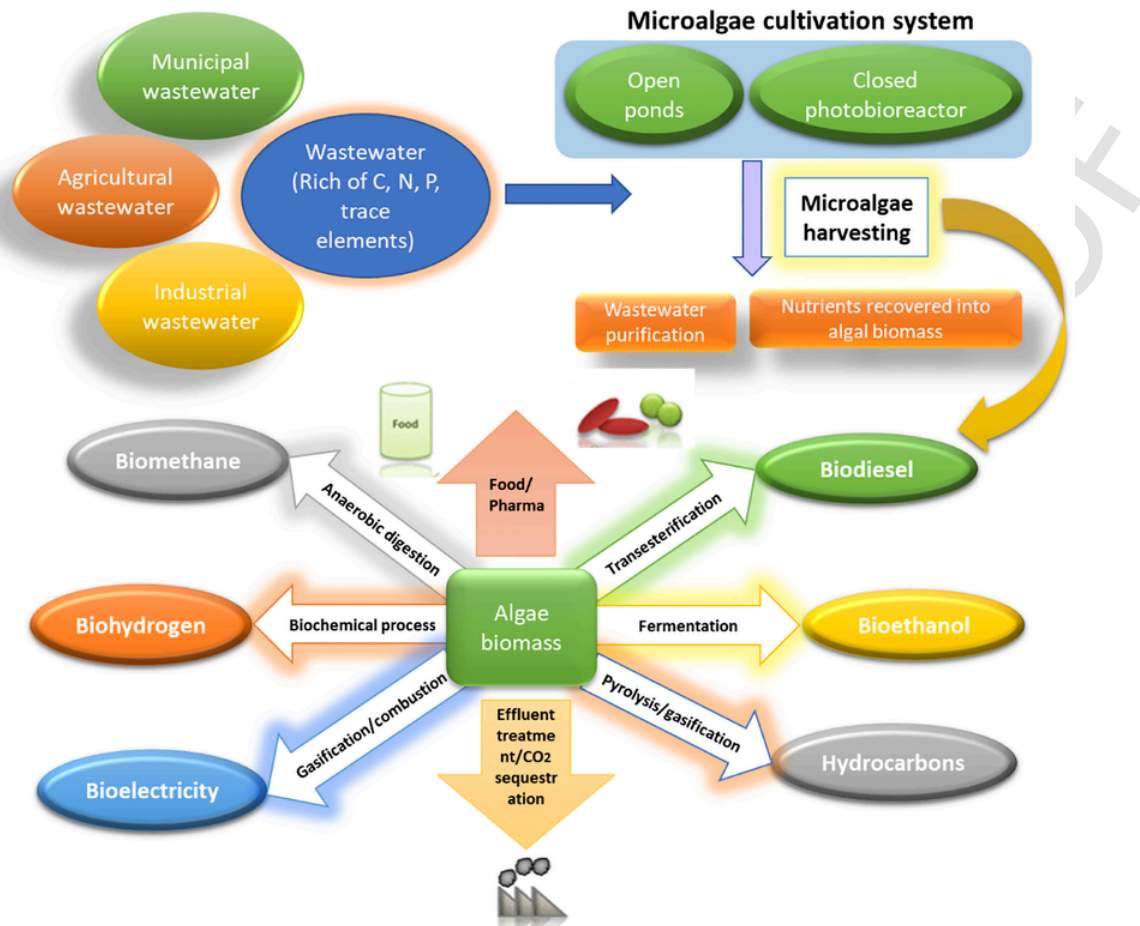 Microalgae cultivation system
Municipal
wastewater
Agricultural
wastewater
Industrial
wastewater
Wastewater
(Rich of C, N, P,
trace
elements)
Open
ponds
Closed
photobioreactor
Microalgae
harvesting
Wastewater
purification
Nutrients recovered into
algal biomass
Food
Food/
Pharma
Biomethane
Anaerobic digestion
Transesterification
Biodiesel
Biohydrogen
Biochemical process
Algae
biomass
Fermentation
Bioethanol
Gasification/combustion
Bioelectricity
Effluent
treatme
nt/CO2
sequestr
ation
Pyrolysis/gasification
Hydrocarbons